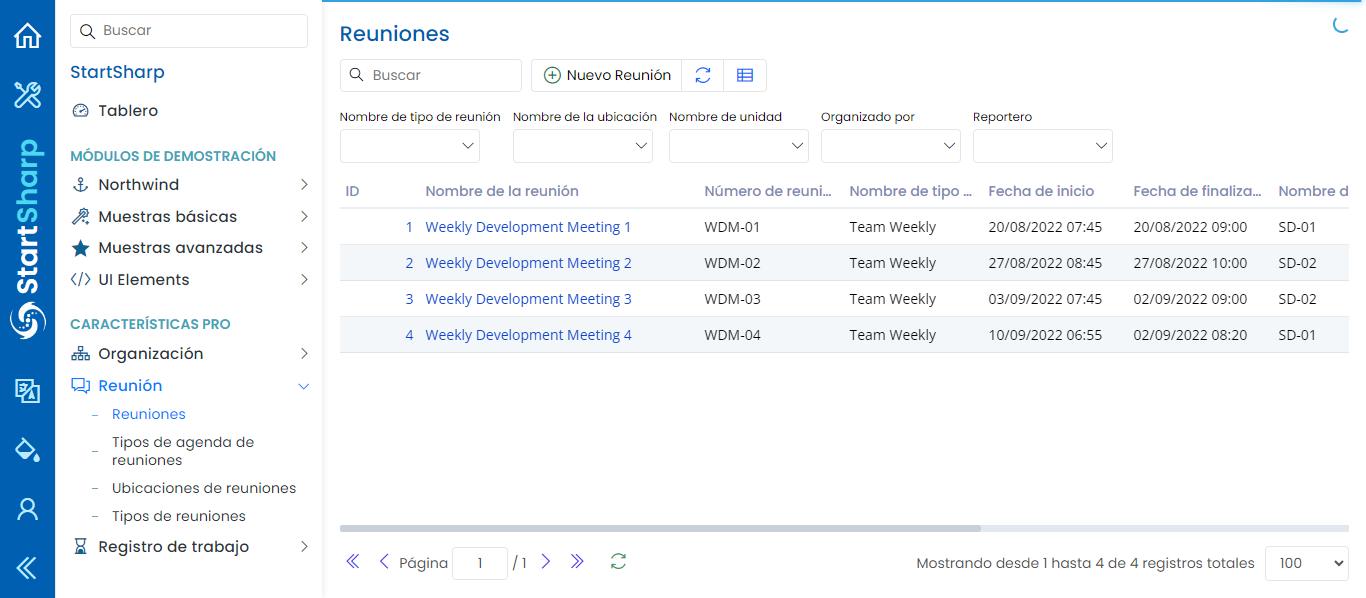 StartSharp
Buscar
StartSharp
Tablero
MÓDULOS DE DEMOSTRACIÓN
Northwind
Muestras básicas
Muestras avanzadas
UI Elements
CARACTERÍSTICAS PRO
Organización
Reunión
Reuniones
Tipos de agenda de
reuniones
Ubicaciones de reuniones
Tipos de reuniones
Registro de trabajo
Reuniones
Buscar
Nuevo Reunión
Nombre de tipo de reunión Nombre de la ubicación Nombre de unidad Organizado por Reportero
ID Nombre de la reunión Número de reuni... Nombre de tipo ... Fecha de inicio Fecha de finaliza... Nombre d
1 Weekly Development Meeting 1 WDM-01 Team Weekly 20/08/2022 07:45 20/08/2022 09:00 SD-01
2 Weekly Development Meeting 2 WDM-02 Team Weekly 27/08/2022 08:45 27/08/2022 10:00 SD-02
3 Weekly Development Meeting 3 WDM-03 Team Weekly 03/09/2022 07:45 02/09/2022 09:00 SD-02
4 Weekly Development Meeting 4 WDM-04 Team Weekly 10/09/2022 06:55 02/09/2022 08:20 SD-01
Página 1 / 1 Mostrando desde 1 hasta 4 de 4 registros totales 100